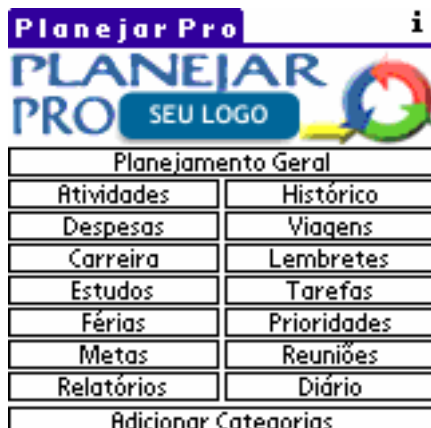 Planejar Pro i
PLANEJAR
PRO SEU LOGO
Planejamento Geral
Atividades Histórico
Despesas Viagens
Carreira Lembretes
Estudos Tarefas
Férias Prioridades
Metas Reuniões
Relatórios Diário
Adicionar Categorias